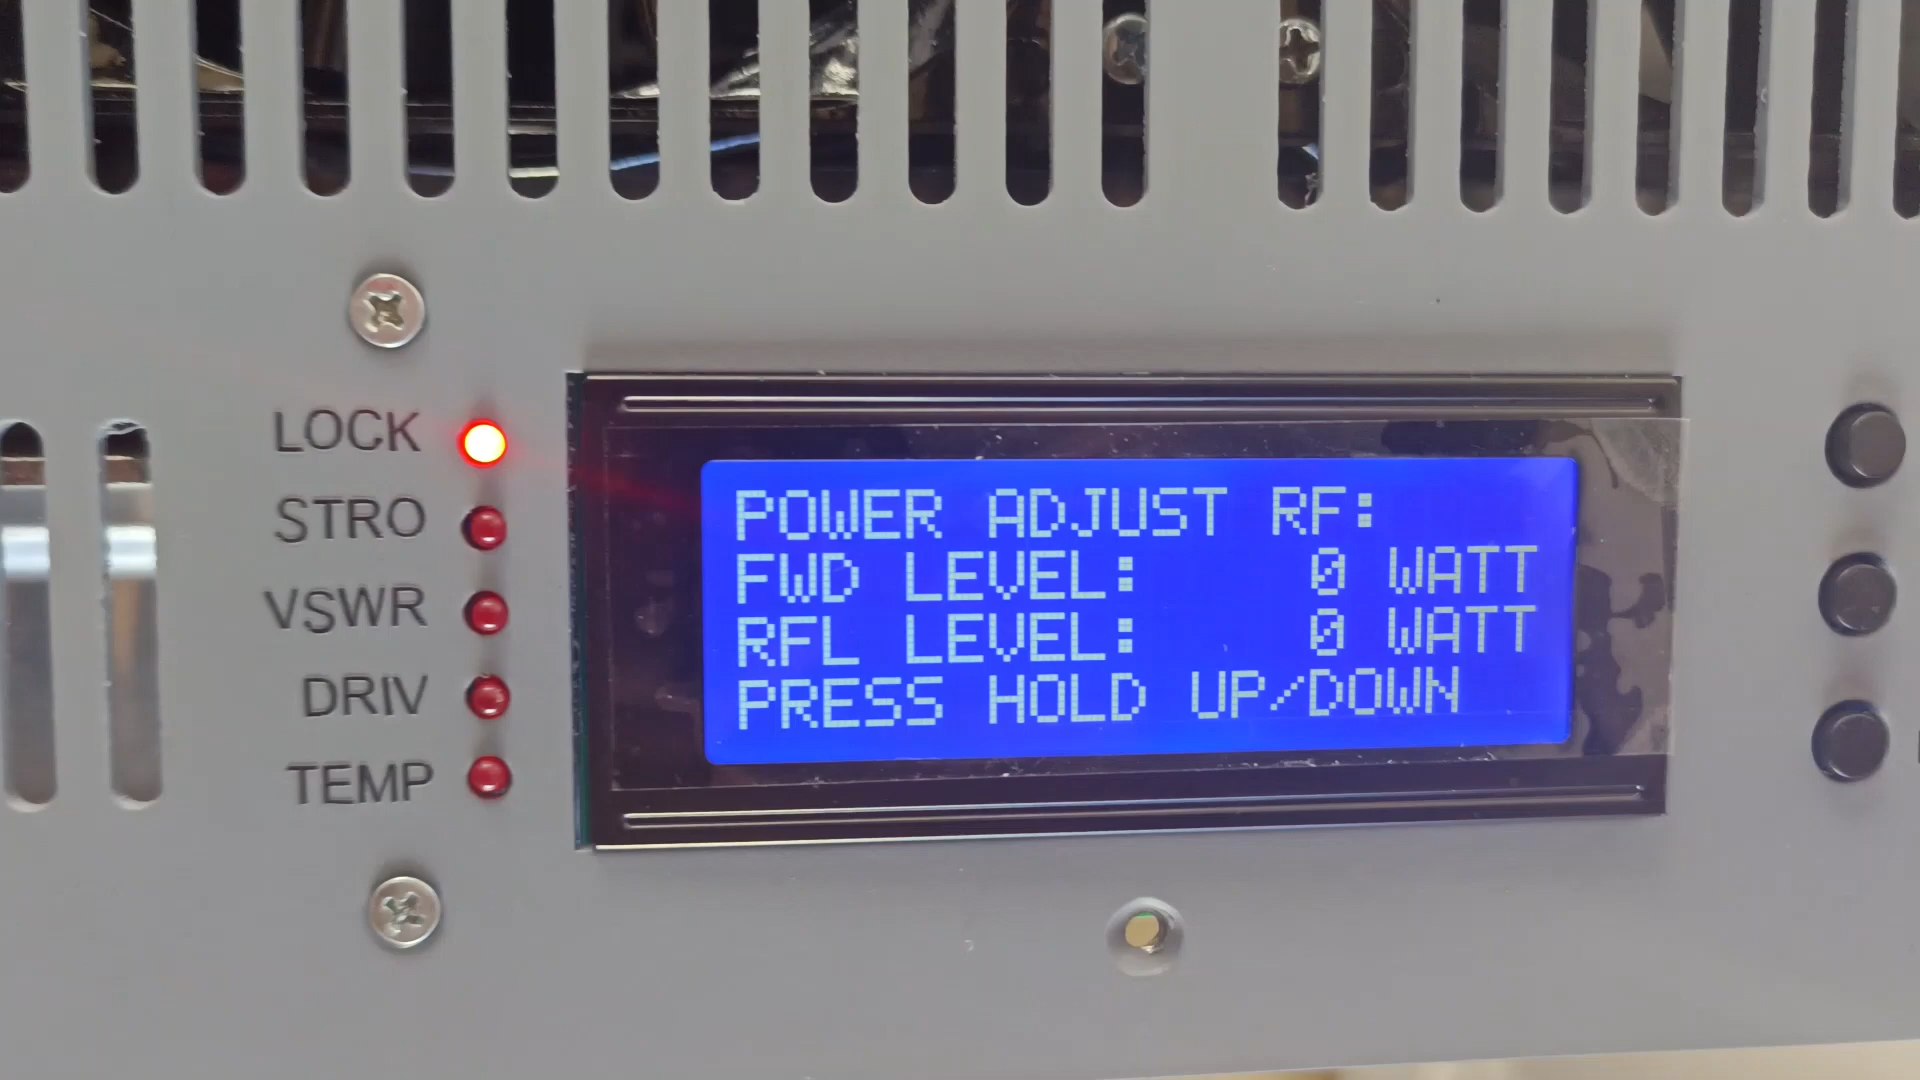 LOCK
STRO
VSWR
DRIV
TEMP
POWER ADJUST RF:
FWD LEVEL: 0 WATT
RFL LEVEL: 0 WATT
PRESS HOLD UP/DOWN